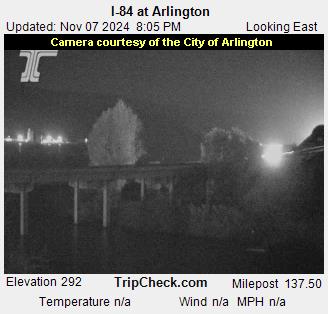 I-84 at Arlington
Updated: Nov 07 2024 8:05 PM Looking East
Camera courtesy of the City of Arlington
Elevation 292 TripCheck.com Milepost 137.50
Temperature n/a Wind n/a MPH n/a